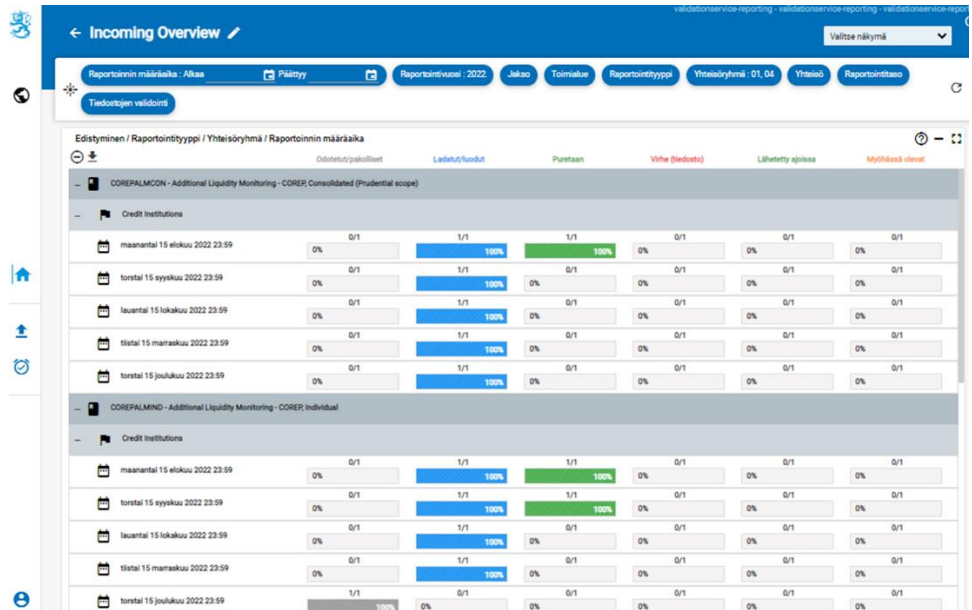 validationservice-reporting - validationservice-reporting - validationservice-report
Incoming Overview
Valitse näkymä
Raportoinnin määräaika : Alkaa Päättyy Raportointivuosi : 2022 Jakso Toimialue Raportointityyppi Yhteisöryhmä : 01, 04 Yhteisö Raportointitaso
Tiedostojen validointi
Edistyminen / Raportointityyppi / Yhteisöryhmä / Raportoinnin määräaika
Odotetut/pakolliset Ladatut/luodut Puretaan Virhe (tiedosto) Lähetetty ajoissa Myöhässä olevat
COREPALMCON - Additional Liquidity Monitoring - COREP, Consolidated (Prudential scope)
Credit Institutions
0/1 1/1 1/1 0/1 0/1 0/1
maanantai 15 elokuu 2022 23:59
0% 100% 100% 0% 0% 0%
0/1 1/1 0/1 0/1 0/1 0/1
torstai 15 syyskuu 2022 23:59
0% 100% 0% 0% 0% 0%
0/1 1/1 0/1 0/1 0/1 0/1
lauantai 15 lokakuu 2022 23:59
0% 100% 0% 0% 0% 0%
0/1 1/1 0/1 0/1 0/1 0/1
tiistai 15 marraskuu 2022 23:59
0% 100% 0% 0% 0% 0%
0/1 1/1 0/1 0/1 0/1 0/1
torstai 15 joulukuu 2022 23:59
0% 100% 0% 0% 0% 0%
COREPALMIND - Additional Liquidity Monitoring - COREP, Individual
Credit Institutions
0/1 1/1 1/1 0/1 0/1 0/1
maanantai 15 elokuu 2022 23:59
0% 100% 100% 0% 0% 0%
0/1 1/1 1/1 0/1 0/1 0/1
torstai 15 syyskuu 2022 23:59
0% 100% 100% 0% 0% 0%
0/1 1/1 0/1 0/1 0/1 0/1
lauantai 15 lokakuu 2022 23:59
0% 100% 0% 0% 0% 0%
0/1 1/1 0/1 0/1 0/1 0/1
tiistai 15 marraskuu 2022 23:59
0% 100% 0% 0% 0% 0%
1/1 0/1 0/1 0/1 0/1 0/1
torstai 15 joulukuu 2022 23:59
100% 0% 0% 0% 0% 0%